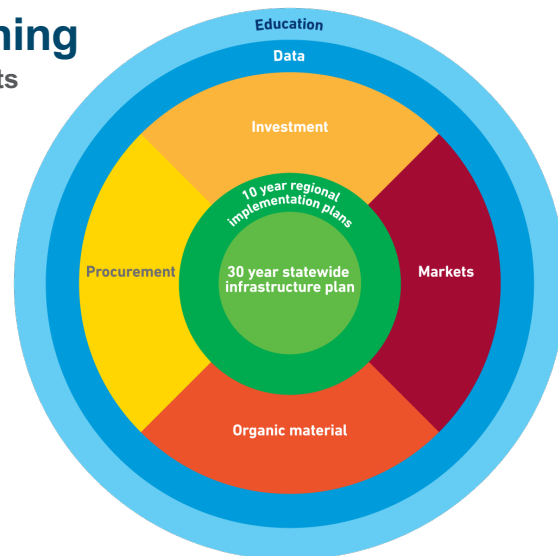 ning
ts
Education
Data
Investment
10 year regional
implementation plans
Procurement
30 year statewide
infrastructure plan
Markets
Organic material